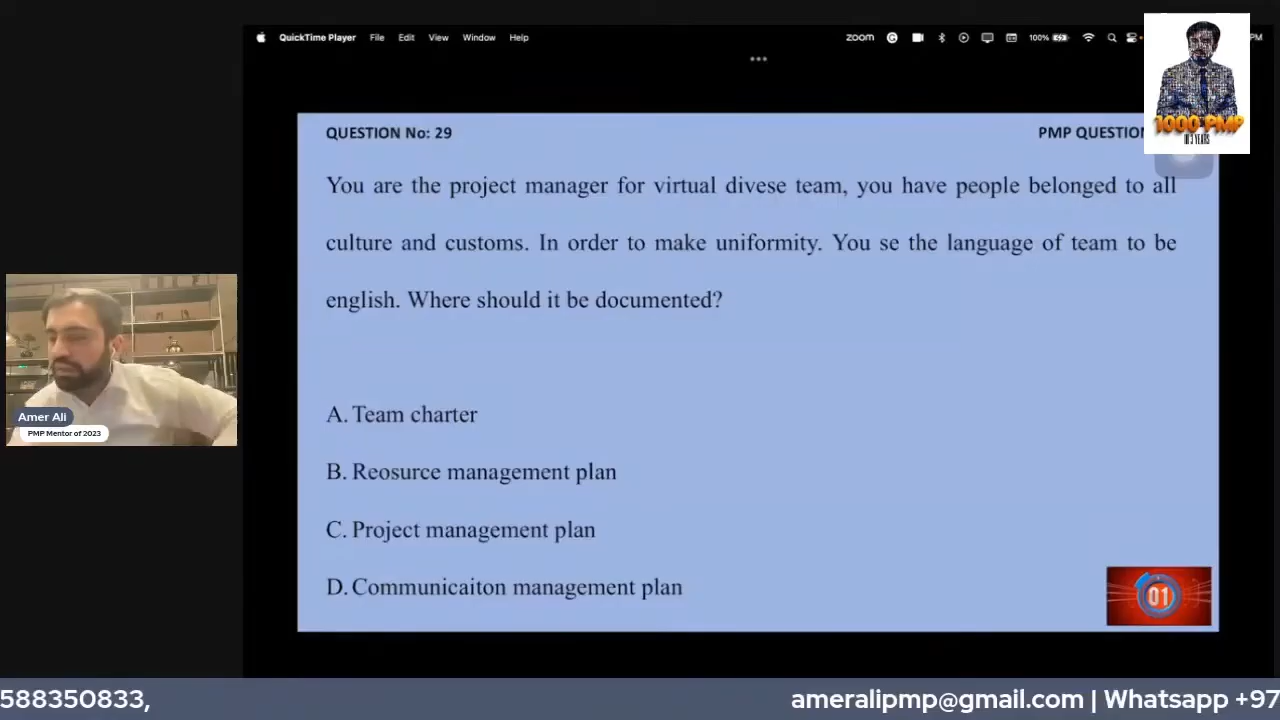 QuickTime Player File Edit View Window Help zoom 100% PM
1000 PMP
IN 3 YEARS
QUESTION No: 29 PMP QUESTION
You are the project manager for virtual divese team, you have people belonged to all
culture and customs. In order to make uniformity. You se the language of team to be
english. Where should it be documented?
A. Team charter
B. Reosurce management plan
C. Project management plan
D. Communicaiton management plan
01
Amer Ali
PMP Mentor of 2023
588350833, ameralipmp@gmail.com | Whatsapp +97